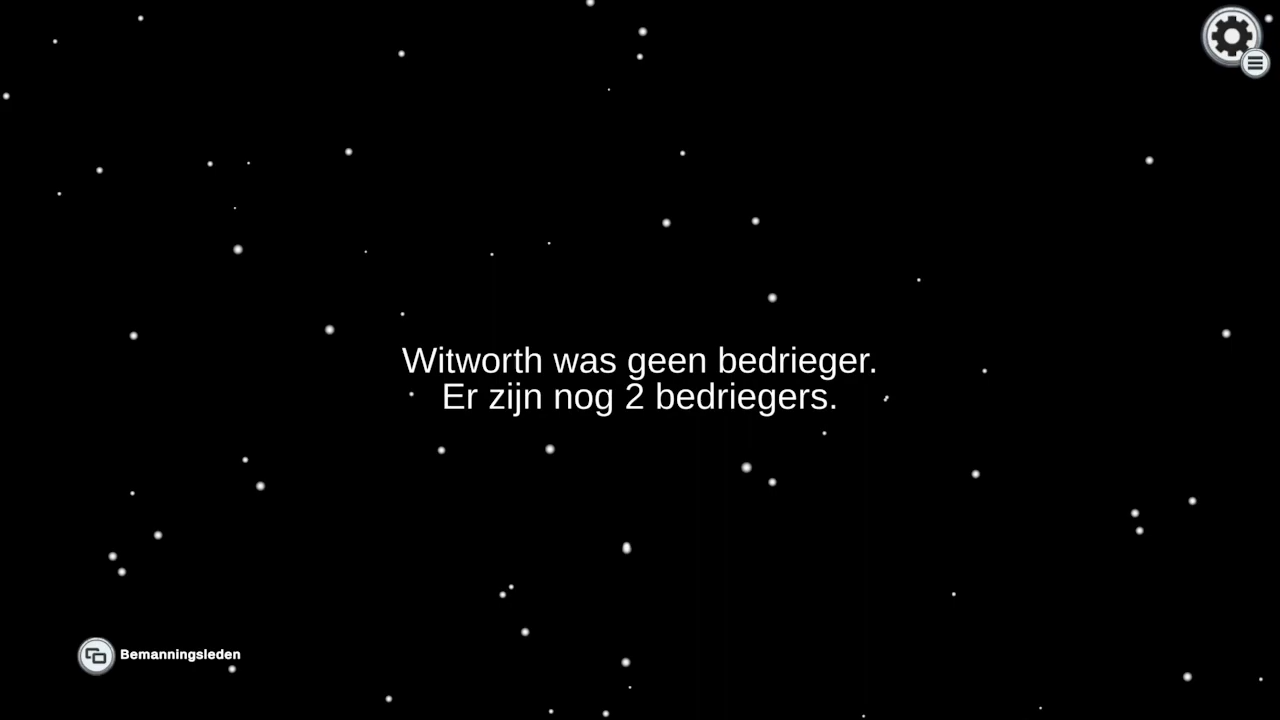 Witworth was geen bedrieger.
Er zijn nog 2 bedriegers.
Bemanningsleden